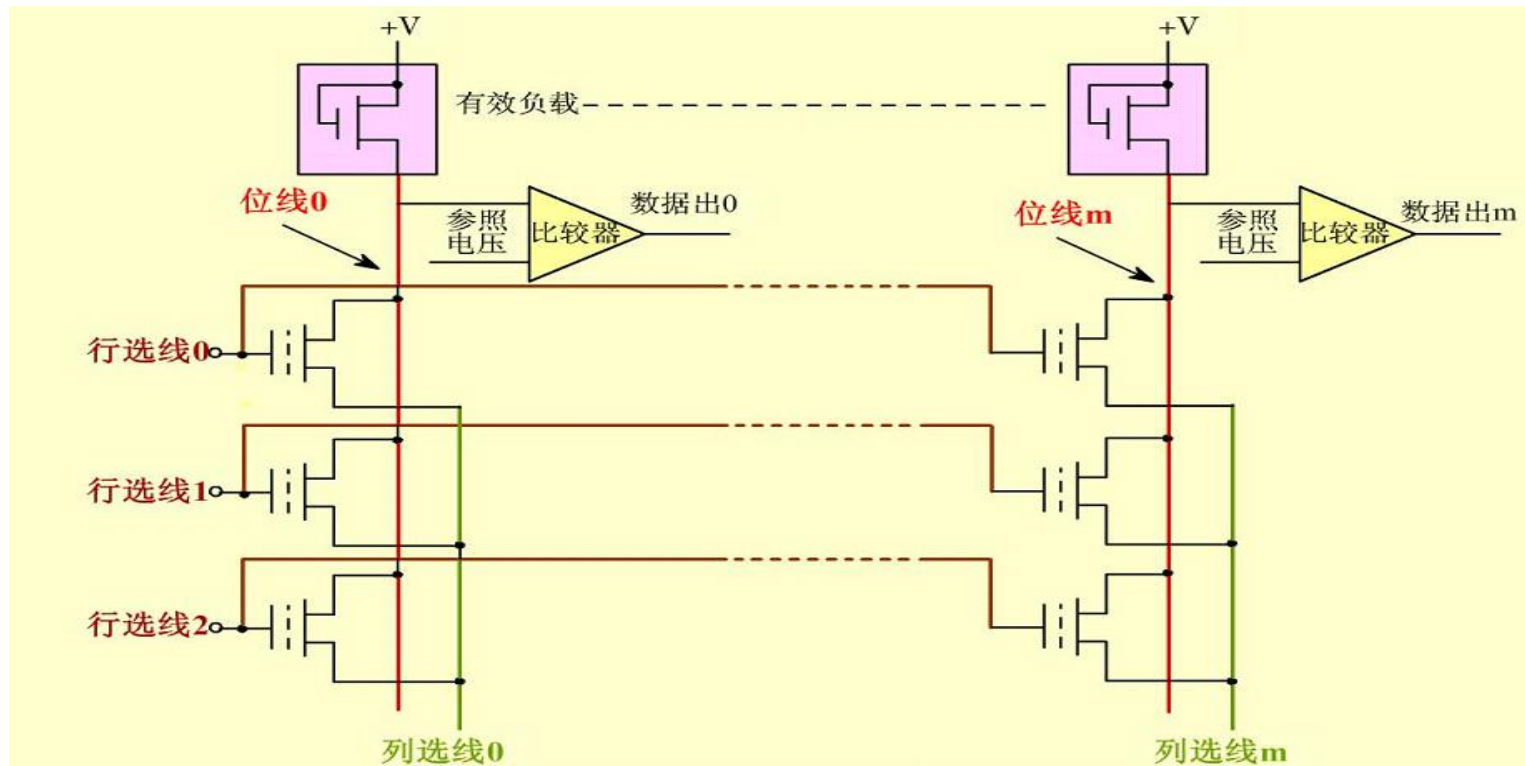 +V
+V
有效负载
位线0
参照
电压
比较器
数据出0
位线m
参照
电压
比较器
数据出m
行选线0
行选线1
行选线2
列选线0
列选线m